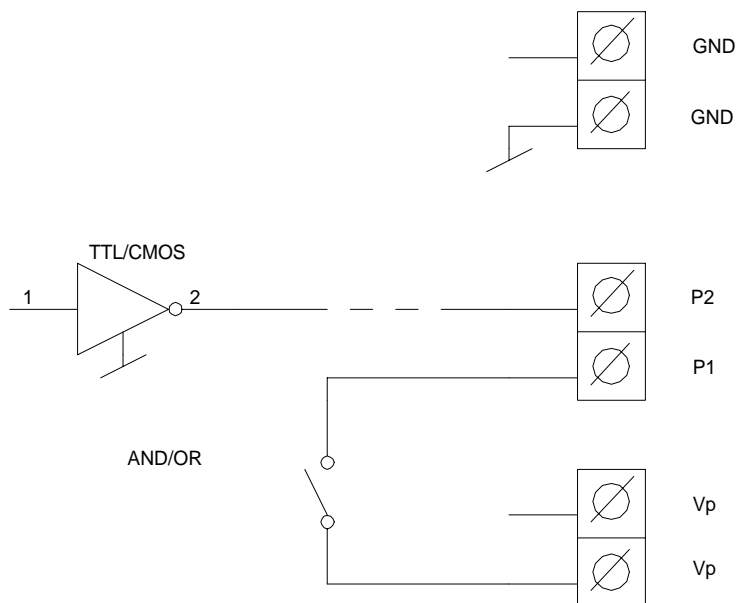 GND
GND
TTL/CMOS
1
2
P2
P1
AND/OR
Vp
Vp